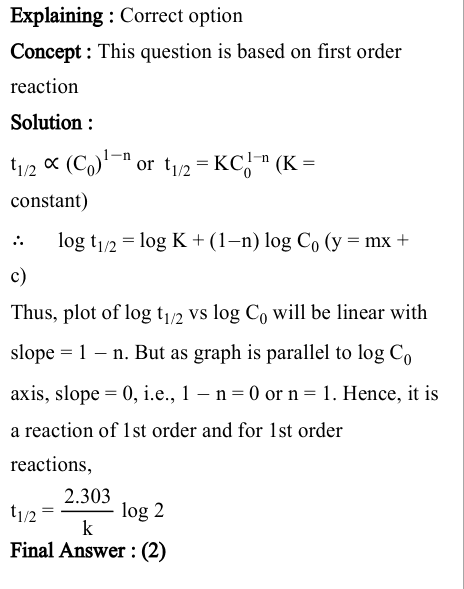 Explaining : Correct option
Concept : This question is based on first order
reaction
Solution :
t₁/₂ ∝ (C₀)¹⁻ⁿ or t₁/₂ = KC₀¹⁻ⁿ (K =
constant)
∴ log t₁/₂ = log K + (1–n) log C₀ (y = mx +
c)
Thus, plot of log t₁/₂ vs log C₀ will be linear with
slope = 1 – n. But as graph is parallel to log C₀
axis, slope = 0, i.e., 1 – n = 0 or n = 1. Hence, it is
a reaction of 1st order and for 1st order
reactions,
t₁/₂ = 2.303/k log 2
Final Answer : (2)